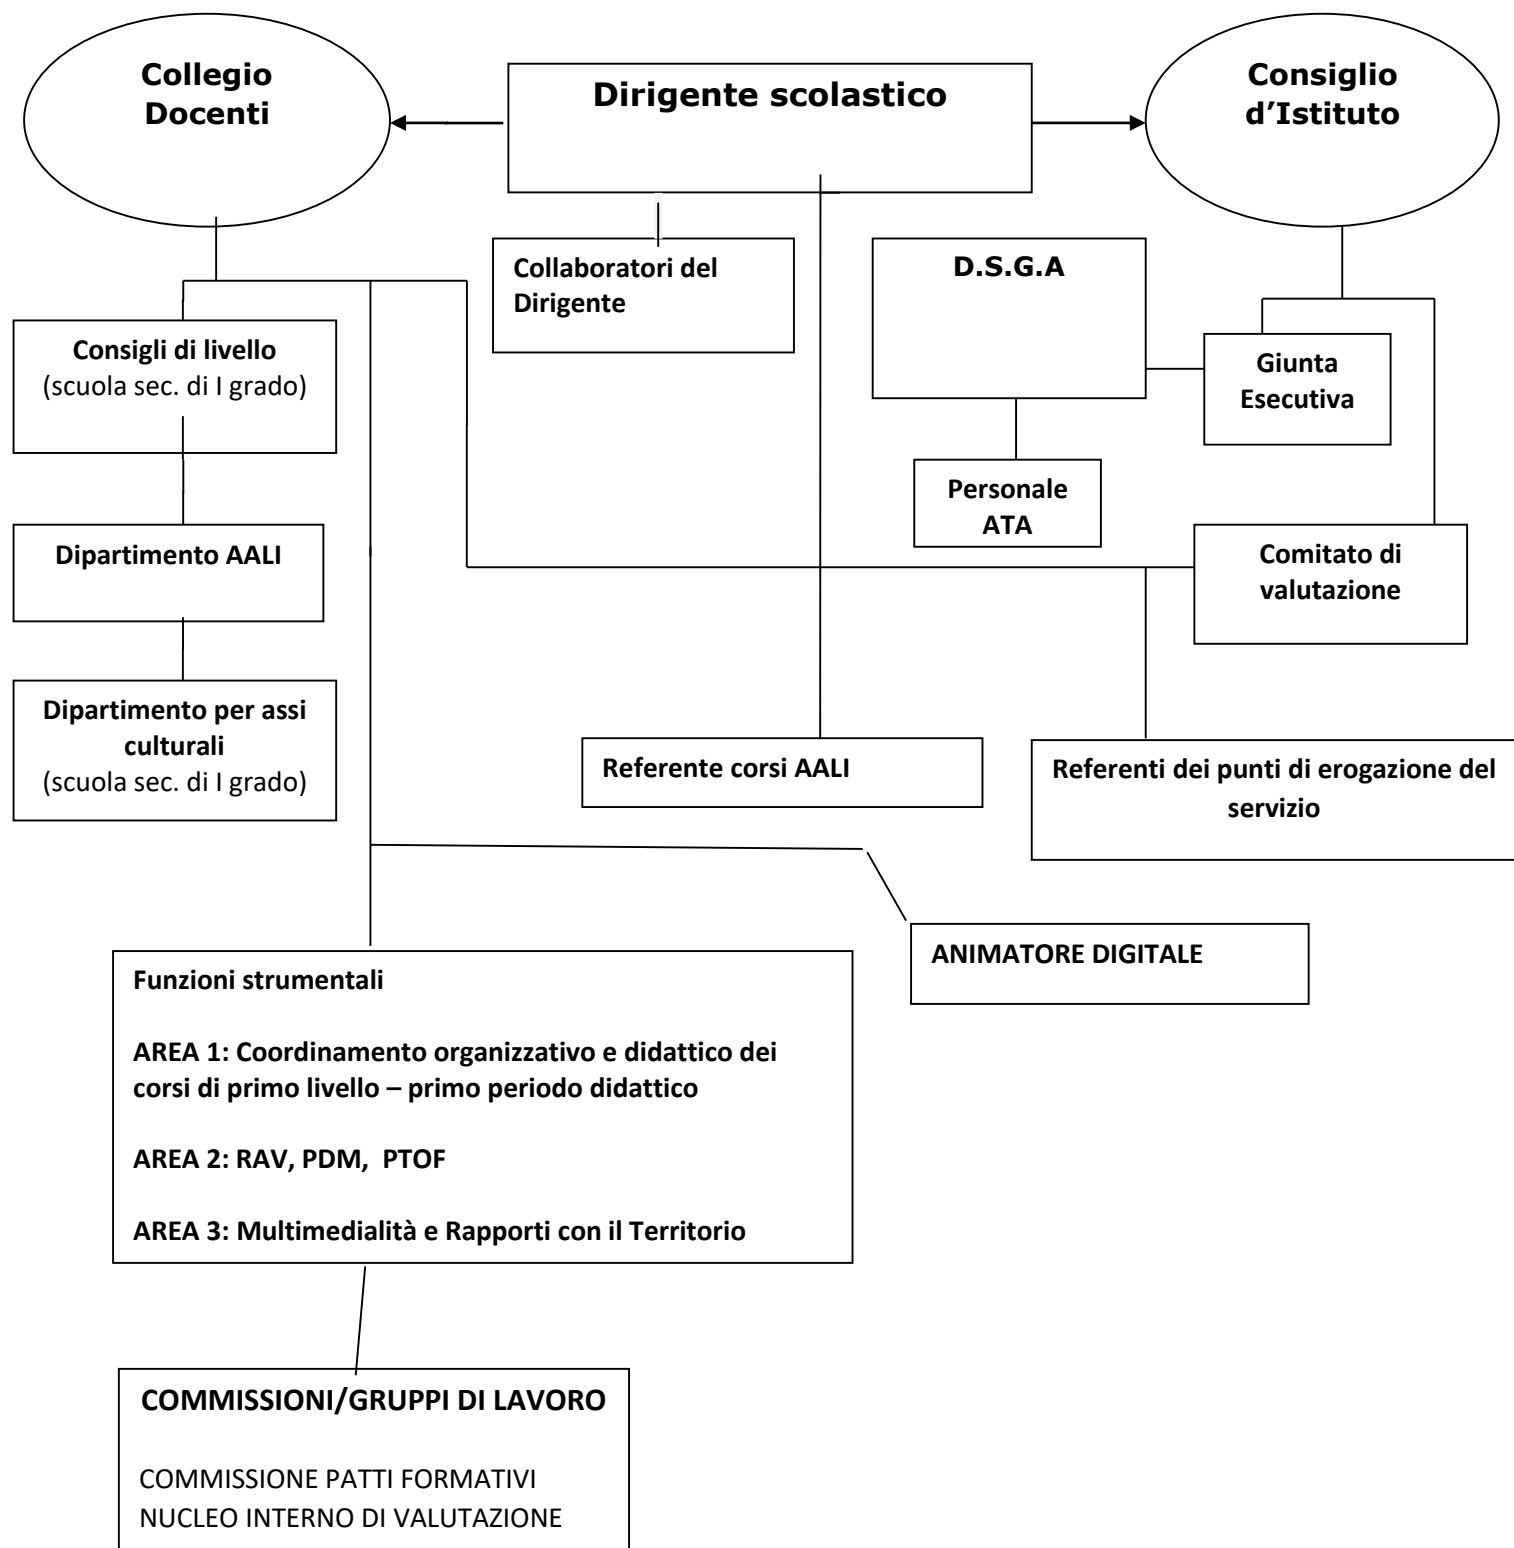 Collegio
Docenti
Dirigente scolastico
Consiglio
d’Istituto
Collaboratori del
Dirigente
D.S.G.A
Consigli di livello
(scuola sec. di I grado)
Giunta
Esecutiva
Personale
ATA
Dipartimento AALI
Comitato di
valutazione
Dipartimento per assi
culturali
(scuola sec. di I grado)
Referente corsi AALI
Referenti dei punti di erogazione del
servizio
ANIMATORE DIGITALE
Funzioni strumentali
AREA 1: Coordinamento organizzativo e didattico dei
corsi di primo livello – primo periodo didattico
AREA 2: RAV, PDM, PTOF
AREA 3: Multimedialità e Rapporti con il Territorio
COMMISSIONI/GRUPPI DI LAVORO
COMMISSIONE PATTI FORMATIVI
NUCLEO INTERNO DI VALUTAZIONE